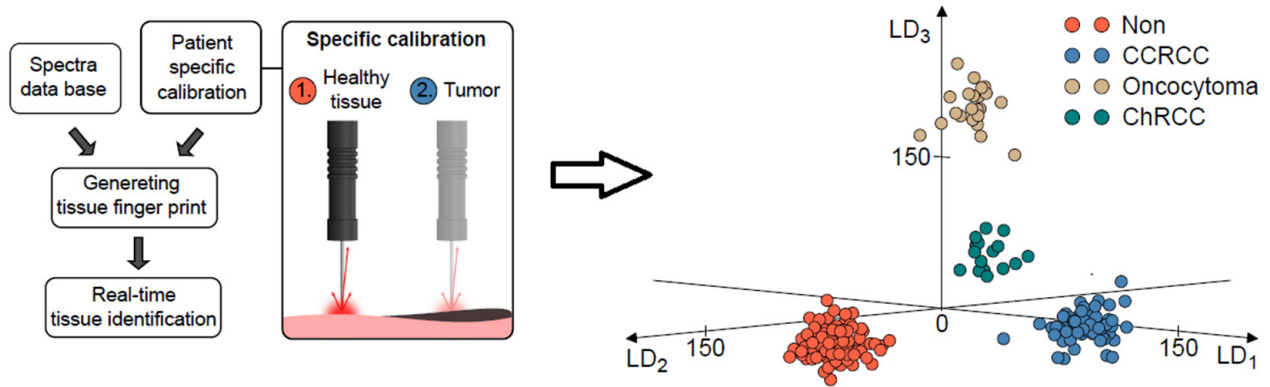 Spectra
data base
Patient
specific
calibration
Genereting
tissue finger print
Real-time
tissue identification
Specific calibration
1. Healthy
tissue
2. Tumor
LD3
Non
CCRCC
Oncocytoma
ChRCC
150
0
150
LD2
150
LD1